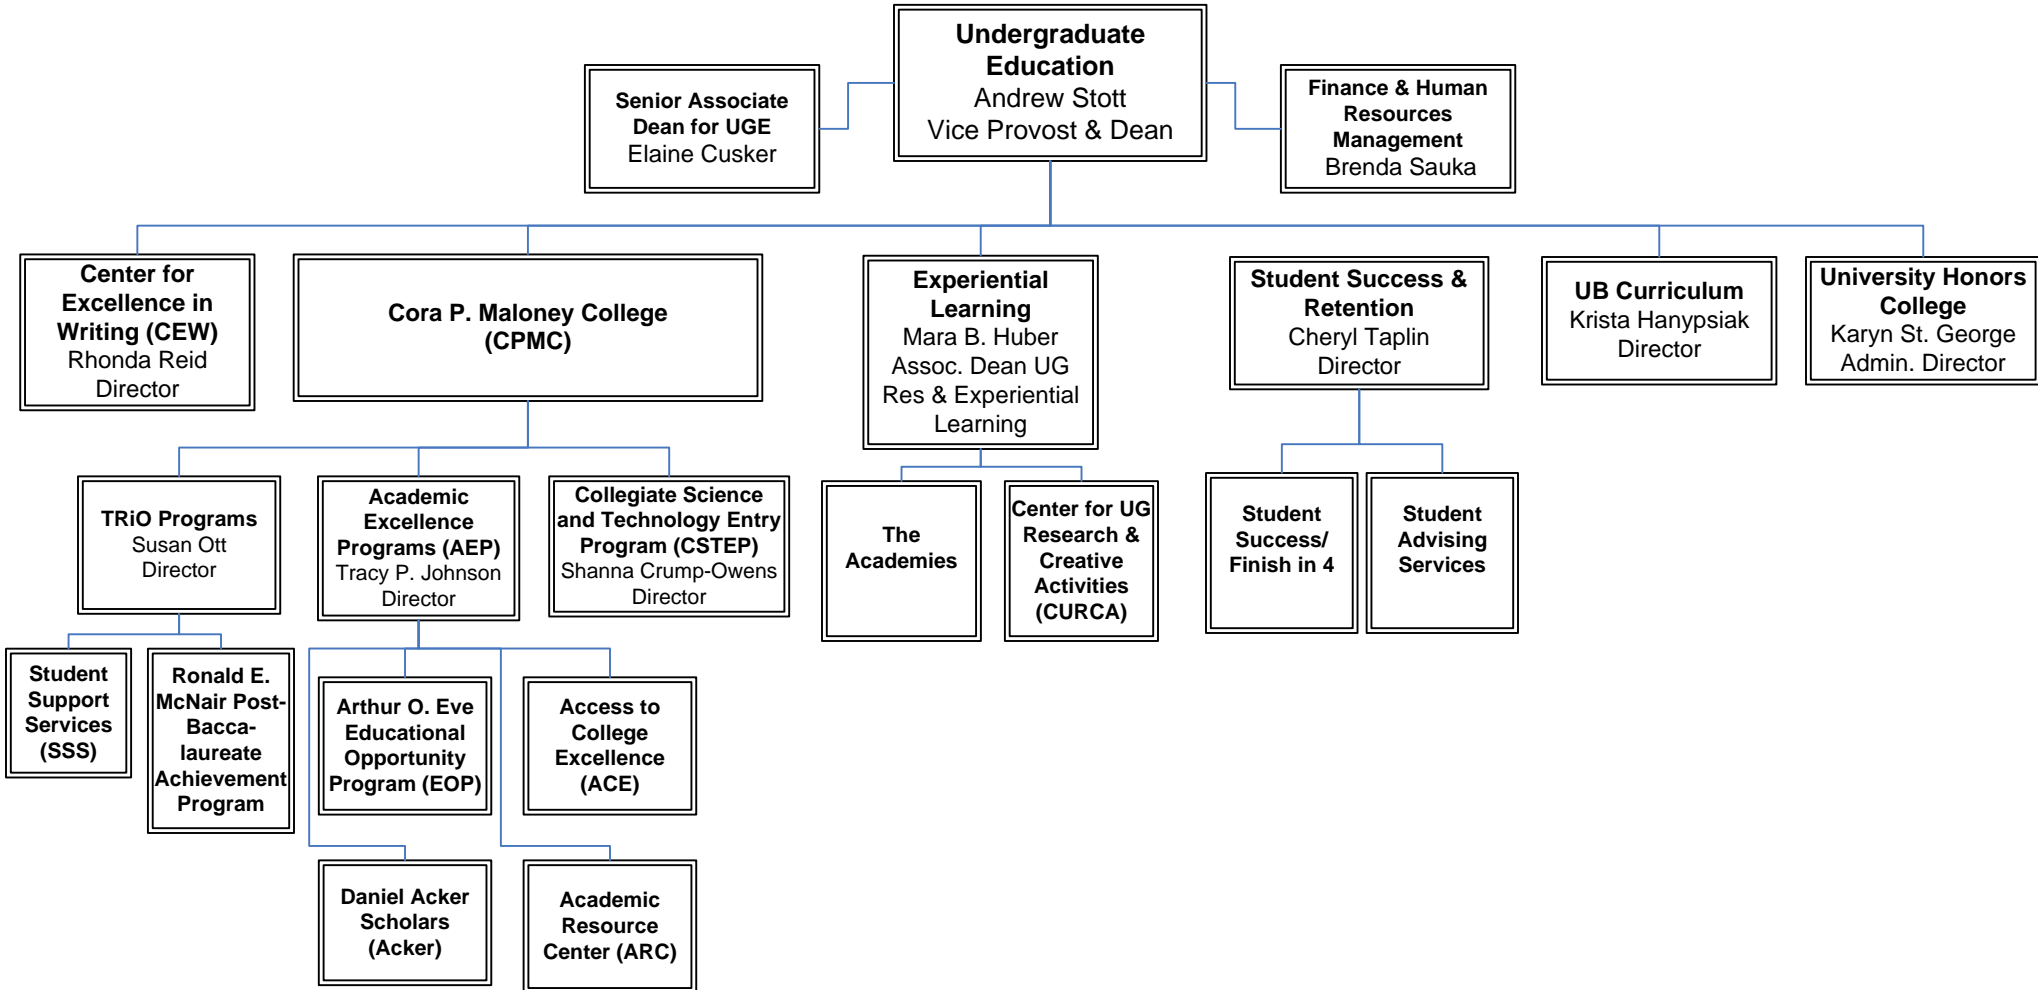 Undergraduate
Education
Andrew Stott
Vice Provost & Dean
Senior Associate
Dean for UGE
Elaine Cusker
Finance & Human
Resources
Management
Brenda Sauka
Center for
Excellence in
Writing (CEW)
Rhonda Reid
Director
Cora P. Maloney College
(CPMC)
Experiential
Learning
Mara B. Huber
Assoc. Dean UG
Res & Experiential
Learning
Student Success &
Retention
Cheryl Taplin
Director
UB Curriculum
Krista Hanypsiak
Director
University Honors
College
Karyn St. George
Admin. Director
TRiO Programs
Susan Ott
Director
Academic
Excellence
Programs (AEP)
Tracy P. Johnson
Director
Collegiate Science
and Technology Entry
Program (CSTEP)
Shanna Crump-Owens
Director
The
Academies
Center for UG
Research &
Creative
Activities
(CURCA)
Student
Success/
Finish in 4
Student
Advising
Services
Student
Support
Services
(SSS)
Ronald E.
McNair Post-
Bacca-
laureate
Achievement
Program
Arthur O. Eve
Educational
Opportunity
Program (EOP)
Access to
College
Excellence
(ACE)
Daniel Acker
Scholars
(Acker)
Academic
Resource
Center (ARC)